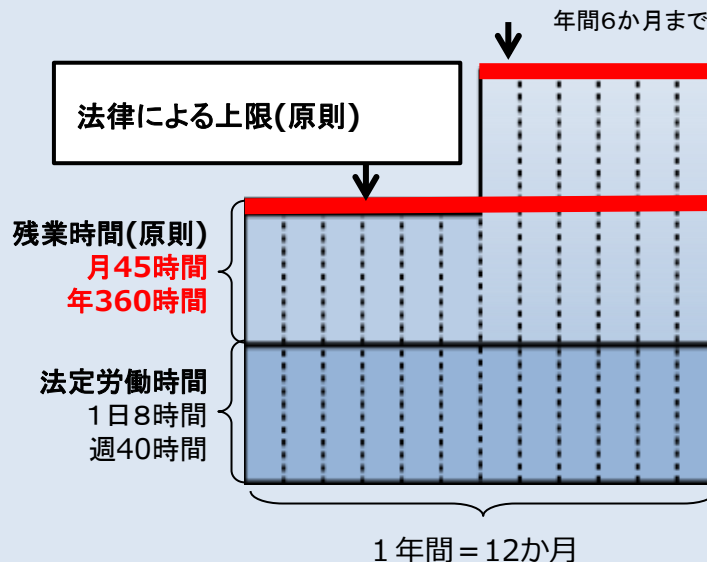 年間6か月まで
法律による上限(原則)
残業時間(原則)
月45時間
年360時間
法定労働時間
1日8時間
週40時間
1年間=12か月